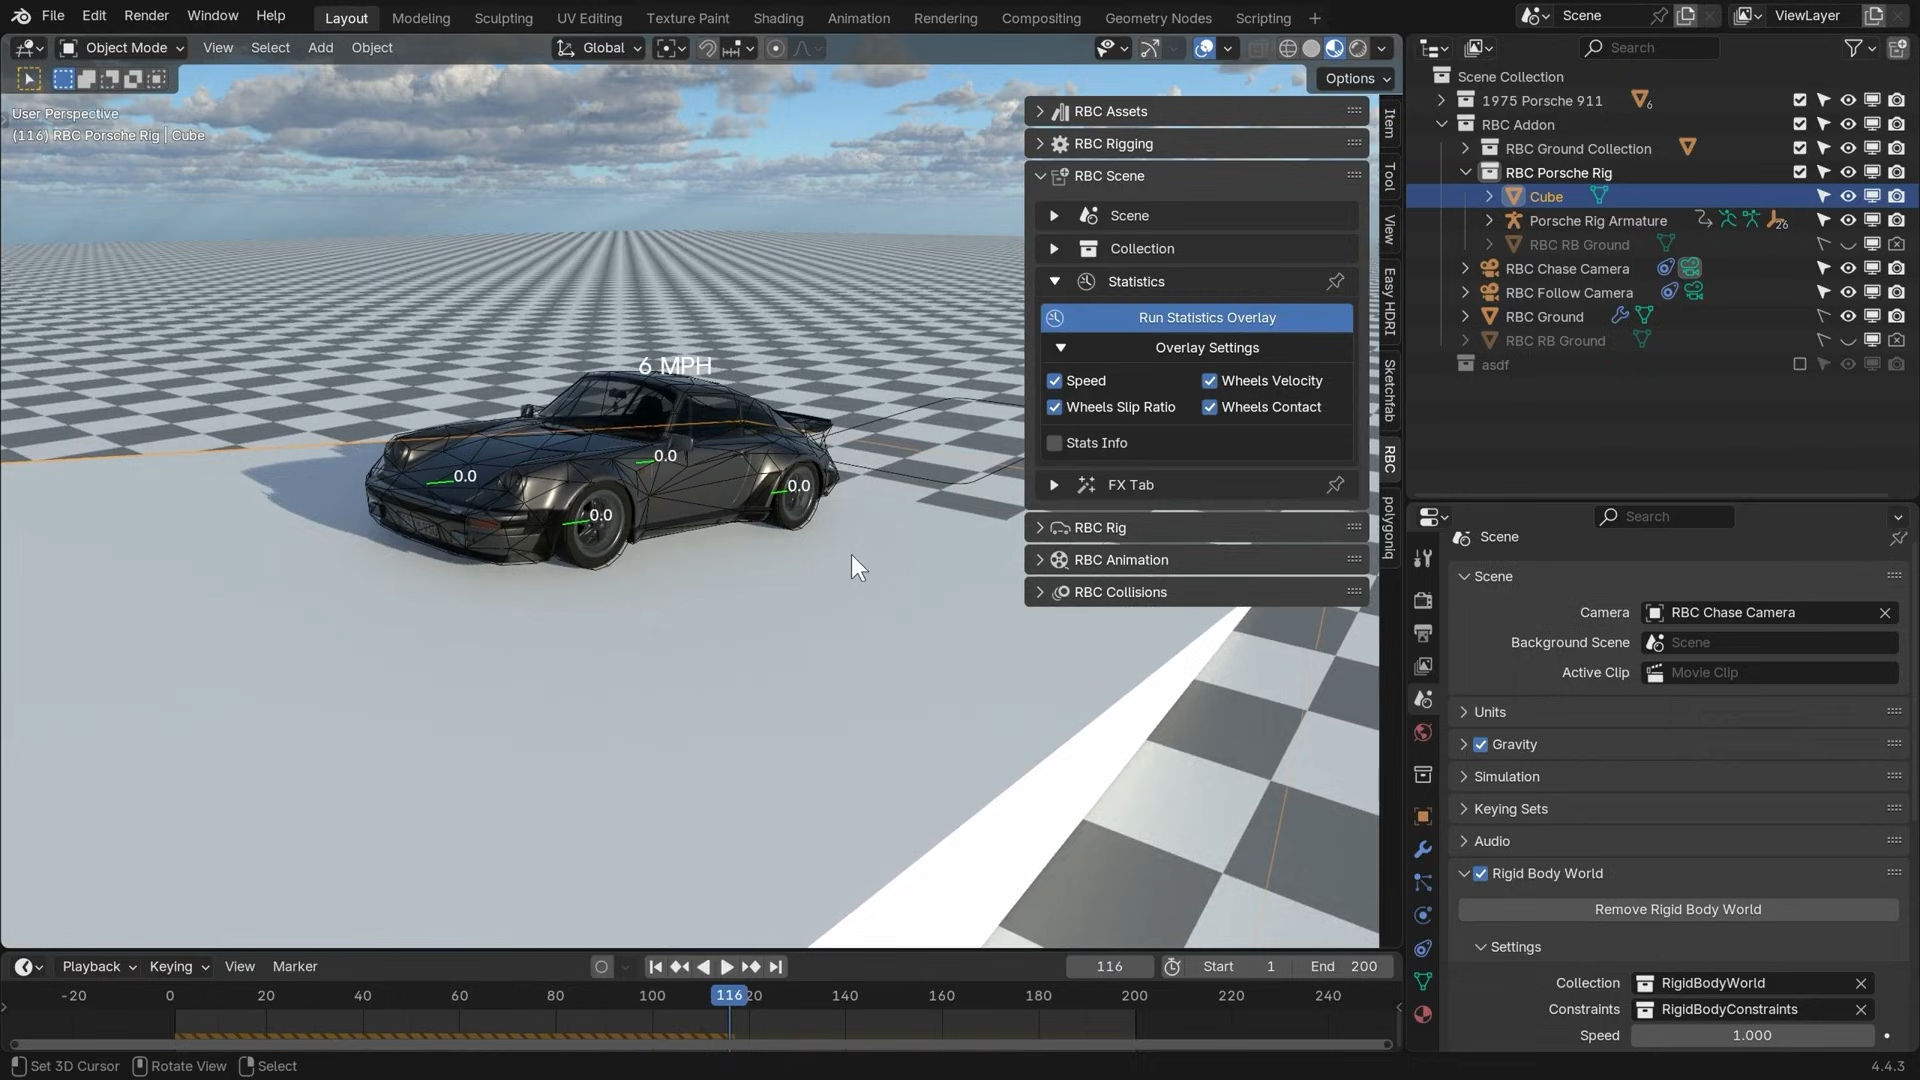 File Edit Render Window Help Layout Modeling Sculpting UV Editing Texture Paint Shading Animation Rendering Compositing Geometry Nodes Scripting + Scene ViewLayer
Object Mode View Select Add Object Global Search
Options
User Perspective
(116) RBC Porsche Rig | Cube
6 MPH
0.0
0.0
0.0
0.0
RBC Assets
RBC Rigging
RBC Scene
Scene
Collection
Statistics
Run Statistics Overlay
Overlay Settings
Speed Wheels Velocity
Wheels Slip Ratio Wheels Contact
Stats Info
FX Tab
RBC Rig
RBC Animation
RBC Collisions
Item
Tool
View
Easy HDRI
Sketchfab
RBC
polygoniq
Scene Collection
1975 Porsche 911 6
RBC Addon
RBC Ground Collection
RBC Porsche Rig
Cube
Porsche Rig Armature 26
RBC RB Ground
RBC Chase Camera
RBC Follow Camera
RBC Ground
RBC RB Ground
asdf
Search
Scene
Scene
Camera RBC Chase Camera
Background Scene Scene
Active Clip Movie Clip
Units
Gravity
Simulation
Keying Sets
Audio
Rigid Body World
Remove Rigid Body World
Settings
Collection RigidBodyWorld
Constraints RigidBodyConstraints
Speed 1.000
Playback Keying View Marker 116 Start 1 End 200
-20 0 20 40 60 80 100 116 20 140 160 180 200 220 240
Set 3D Cursor Rotate View Select 4.4.3